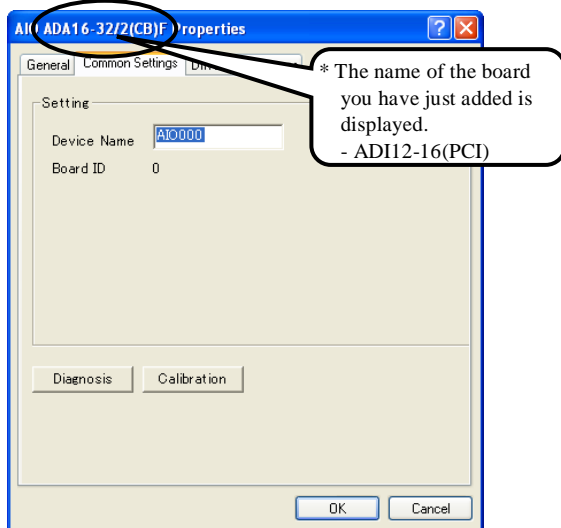 AIO ADA16-32/2(CB)F Properties
General Common Settings
* The name of the board
you have just added is
displayed.
- ADI12-16(PCI)
Setting
Device Name AIO000
Board ID 0
Diagnosis Calibration
OK Cancel